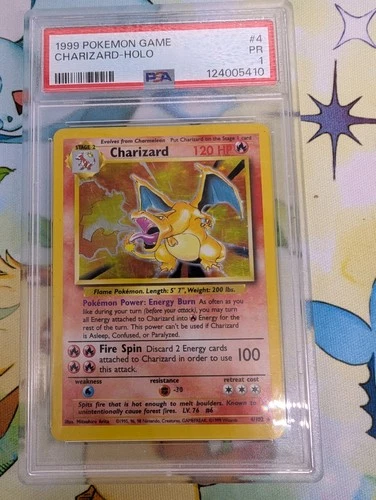 1999 POKEMON GAME #4
CHARIZARD-HOLO PR
1
PSA 124005410
Evolves from Charmeleon Put Charizard on the Stage 1 card
STAGE 2 Charizard 120 HP
Flame Pokémon. Length: 5' 7", Weight: 200 lbs.
Pokémon Power: Energy Burn As often as you
like during your turn (before your attack), you may turn
all Energy attached to Charizard into Energy for
the rest of the turn. This power can't be used if Charizard
is Asleep, Confused, or Paralyzed.
Fire Spin Discard 2 Energy cards
attached to Charizard in order to use 100
this attack.
weakness resistance retreat cost
-30
Spits fire that is hot enough to melt boulders. Known to
unintentionally cause forest fires. LV. 76 #6
Illus. Mitsuhiro Arita 4/102